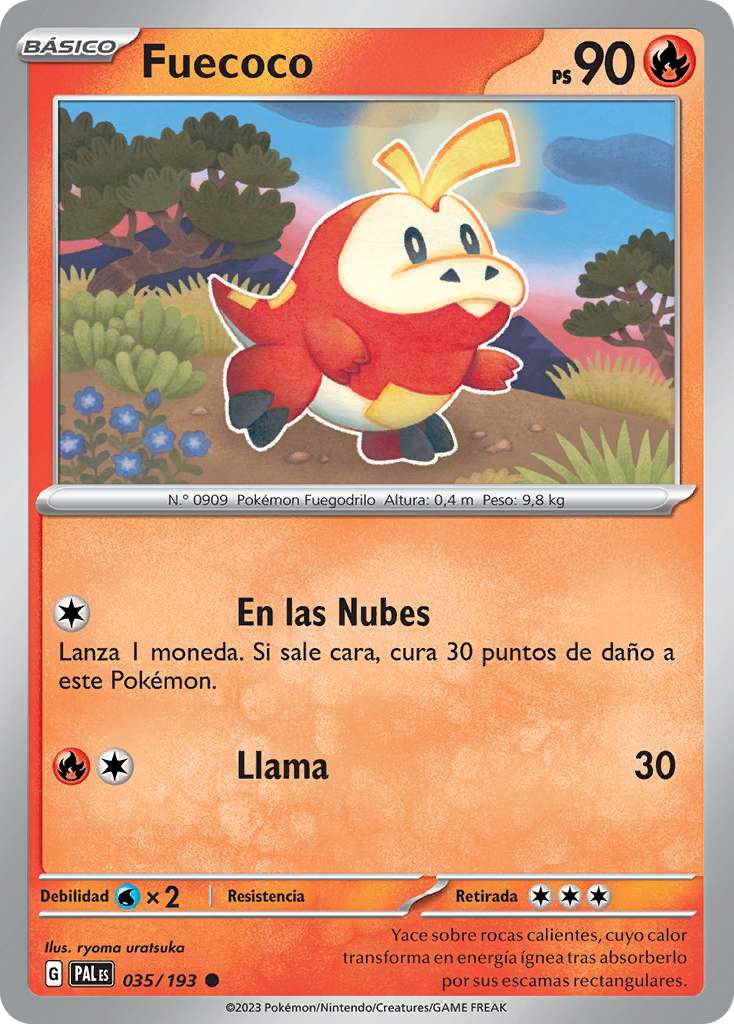 BÁSICO
Fuecoco
PS 90
N.º 0909 Pokémon Fuegodrilo Altura: 0,4 m Peso: 9,8 kg
En las Nubes
Lanza 1 moneda. Si sale cara, cura 30 puntos de daño a
este Pokémon.
Llama 30
Debilidad ×2 Resistencia Retirada
Ilus. ryoma uratsuka
Yace sobre rocas calientes, cuyo calor
transforma en energía ígnea tras absorberlo
por sus escamas rectangulares.
G PAL ES 035/193
©2023 Pokémon/Nintendo/Creatures/GAME FREAK